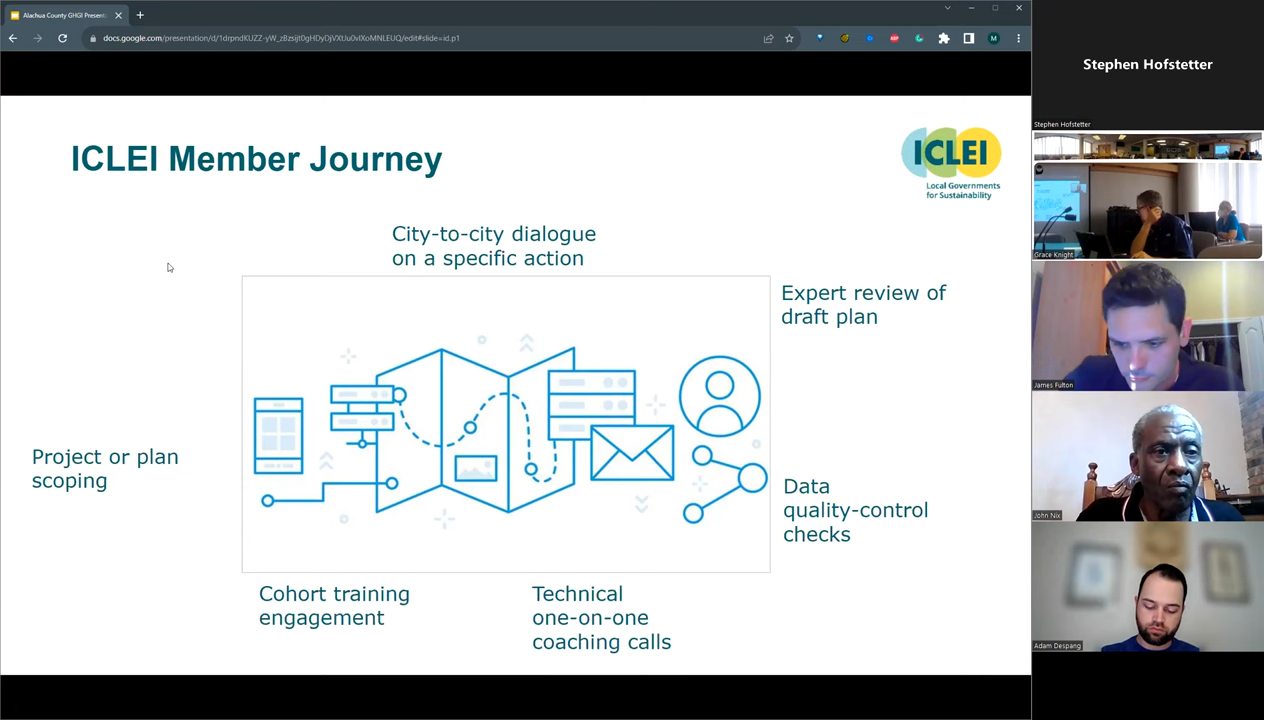 Alachua County GHGI Present
docs.google.com/presentation/d/1drpndKUZZ-yW_zBzsijt0gHDyDjVXUu0vlXoMNLEUQ/edit#slide=id.p1
M
ICLEI Member Journey
ICLEI
Local Governments
for Sustainability
City-to-city dialogue
on a specific action
Expert review of
draft plan
Project or plan
scoping
Data
quality-control
checks
Cohort training
engagement
Technical
one-on-one
coaching calls
Stephen Hofstetter
Stephen Hofstetter
Grace Knight
James Fulton
John Nix
Adam Despang